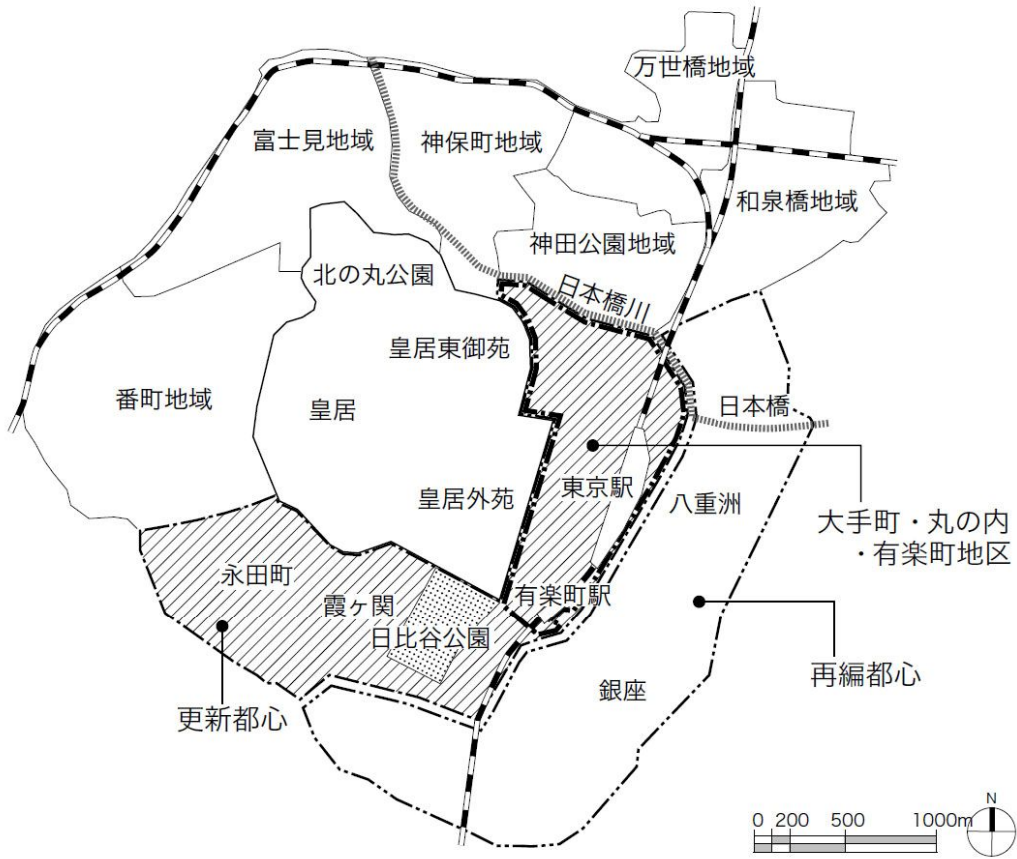 万世橋地域
富士見地域
神保町地域
和泉橋地域
神田公園地域
北の丸公園
日本橋川
皇居東御苑
番町地域
皇居
日本橋
東京駅
皇居外苑
八重洲
大手町・丸の内
・有楽町地区
永田町
霞ヶ関
有楽町駅
日比谷公園
再編都心
銀座
更新都心
0 200 500 1000m
N